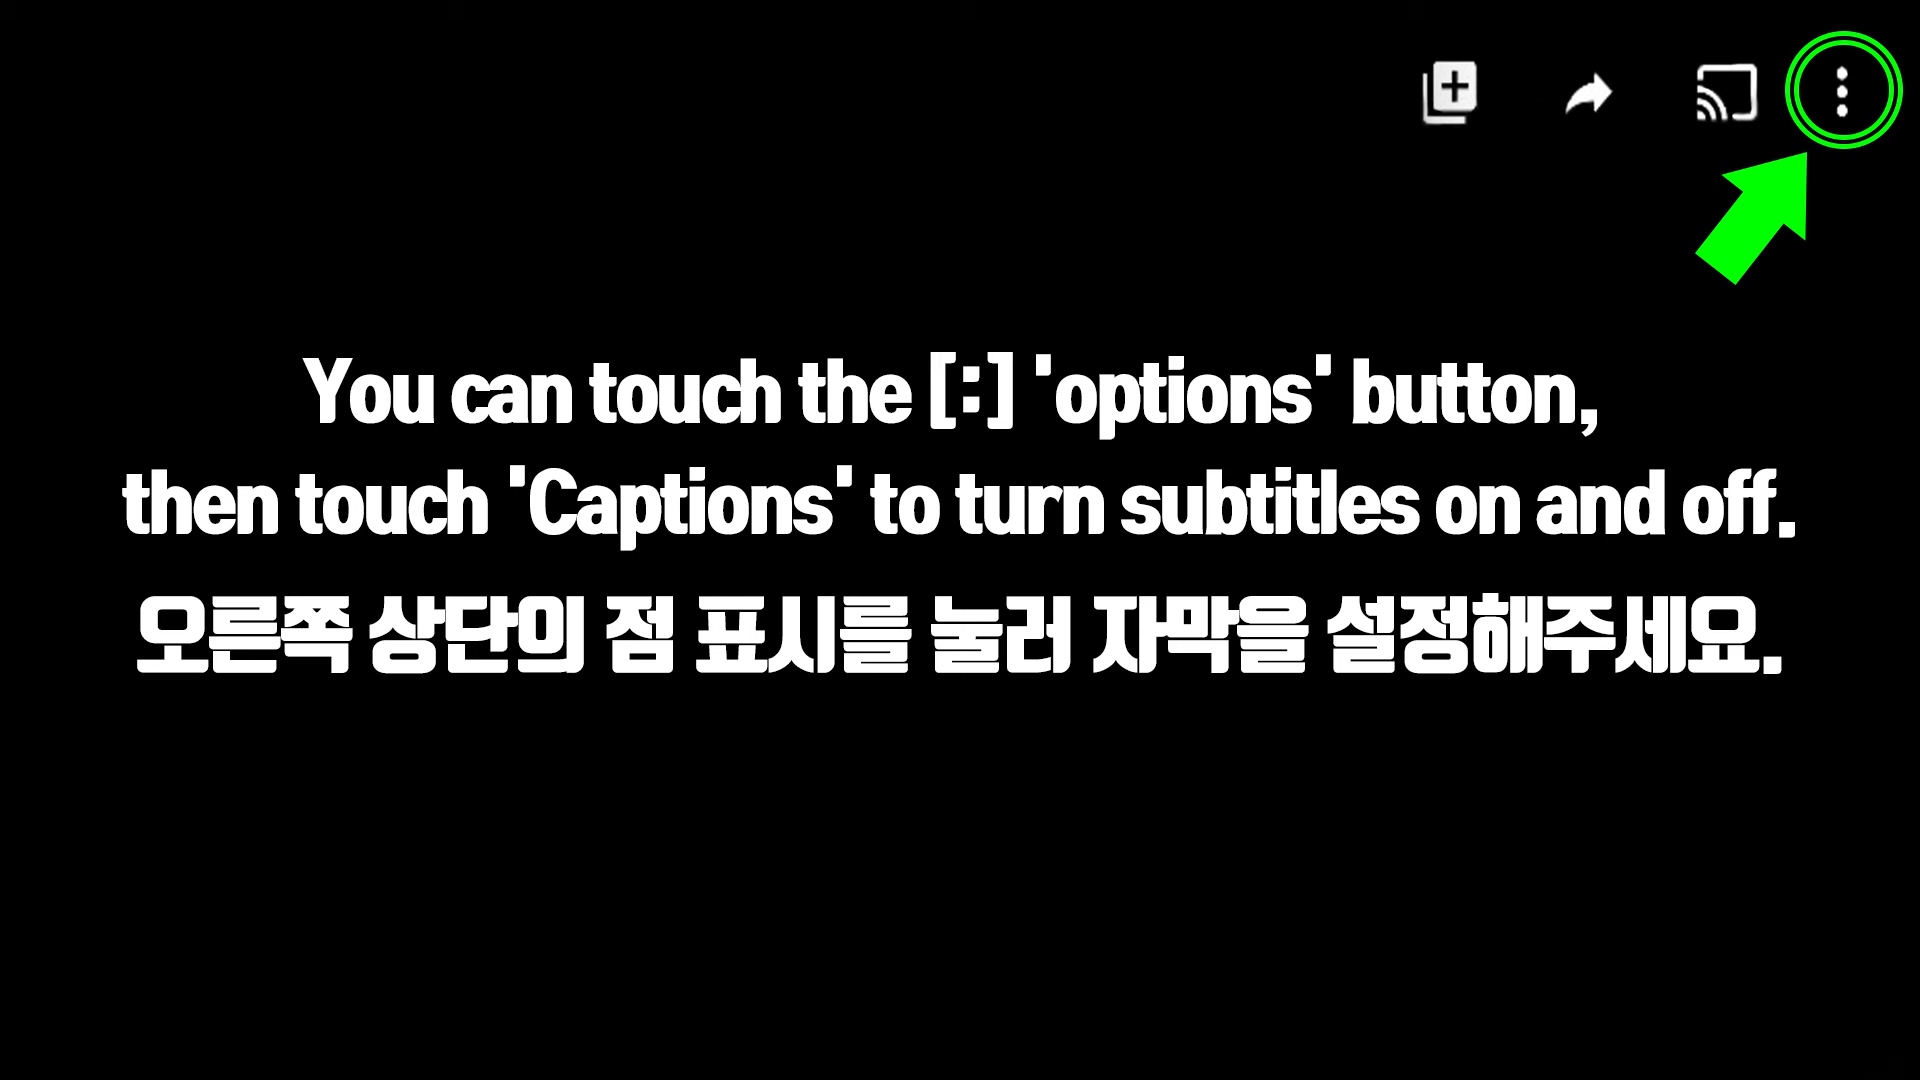 You can touch the [:] 'options' button,
then touch 'Captions' to turn subtitles on and off.
오른쪽 상단의 점 표시를 눌러 자막을 설정해주세요.